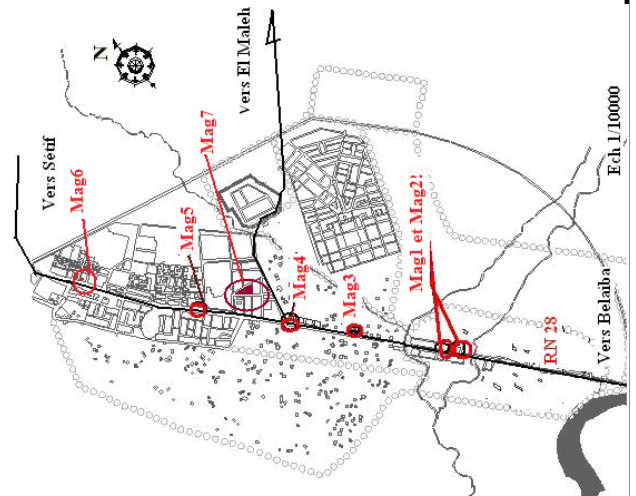 N
Vers El Maleh
Vers Sétif
Mag7
Mag6
Mag5
Mag4
Mag3
Mag1 et Mag2!
RN 28
Vers Belaiba
Ech 1/10000